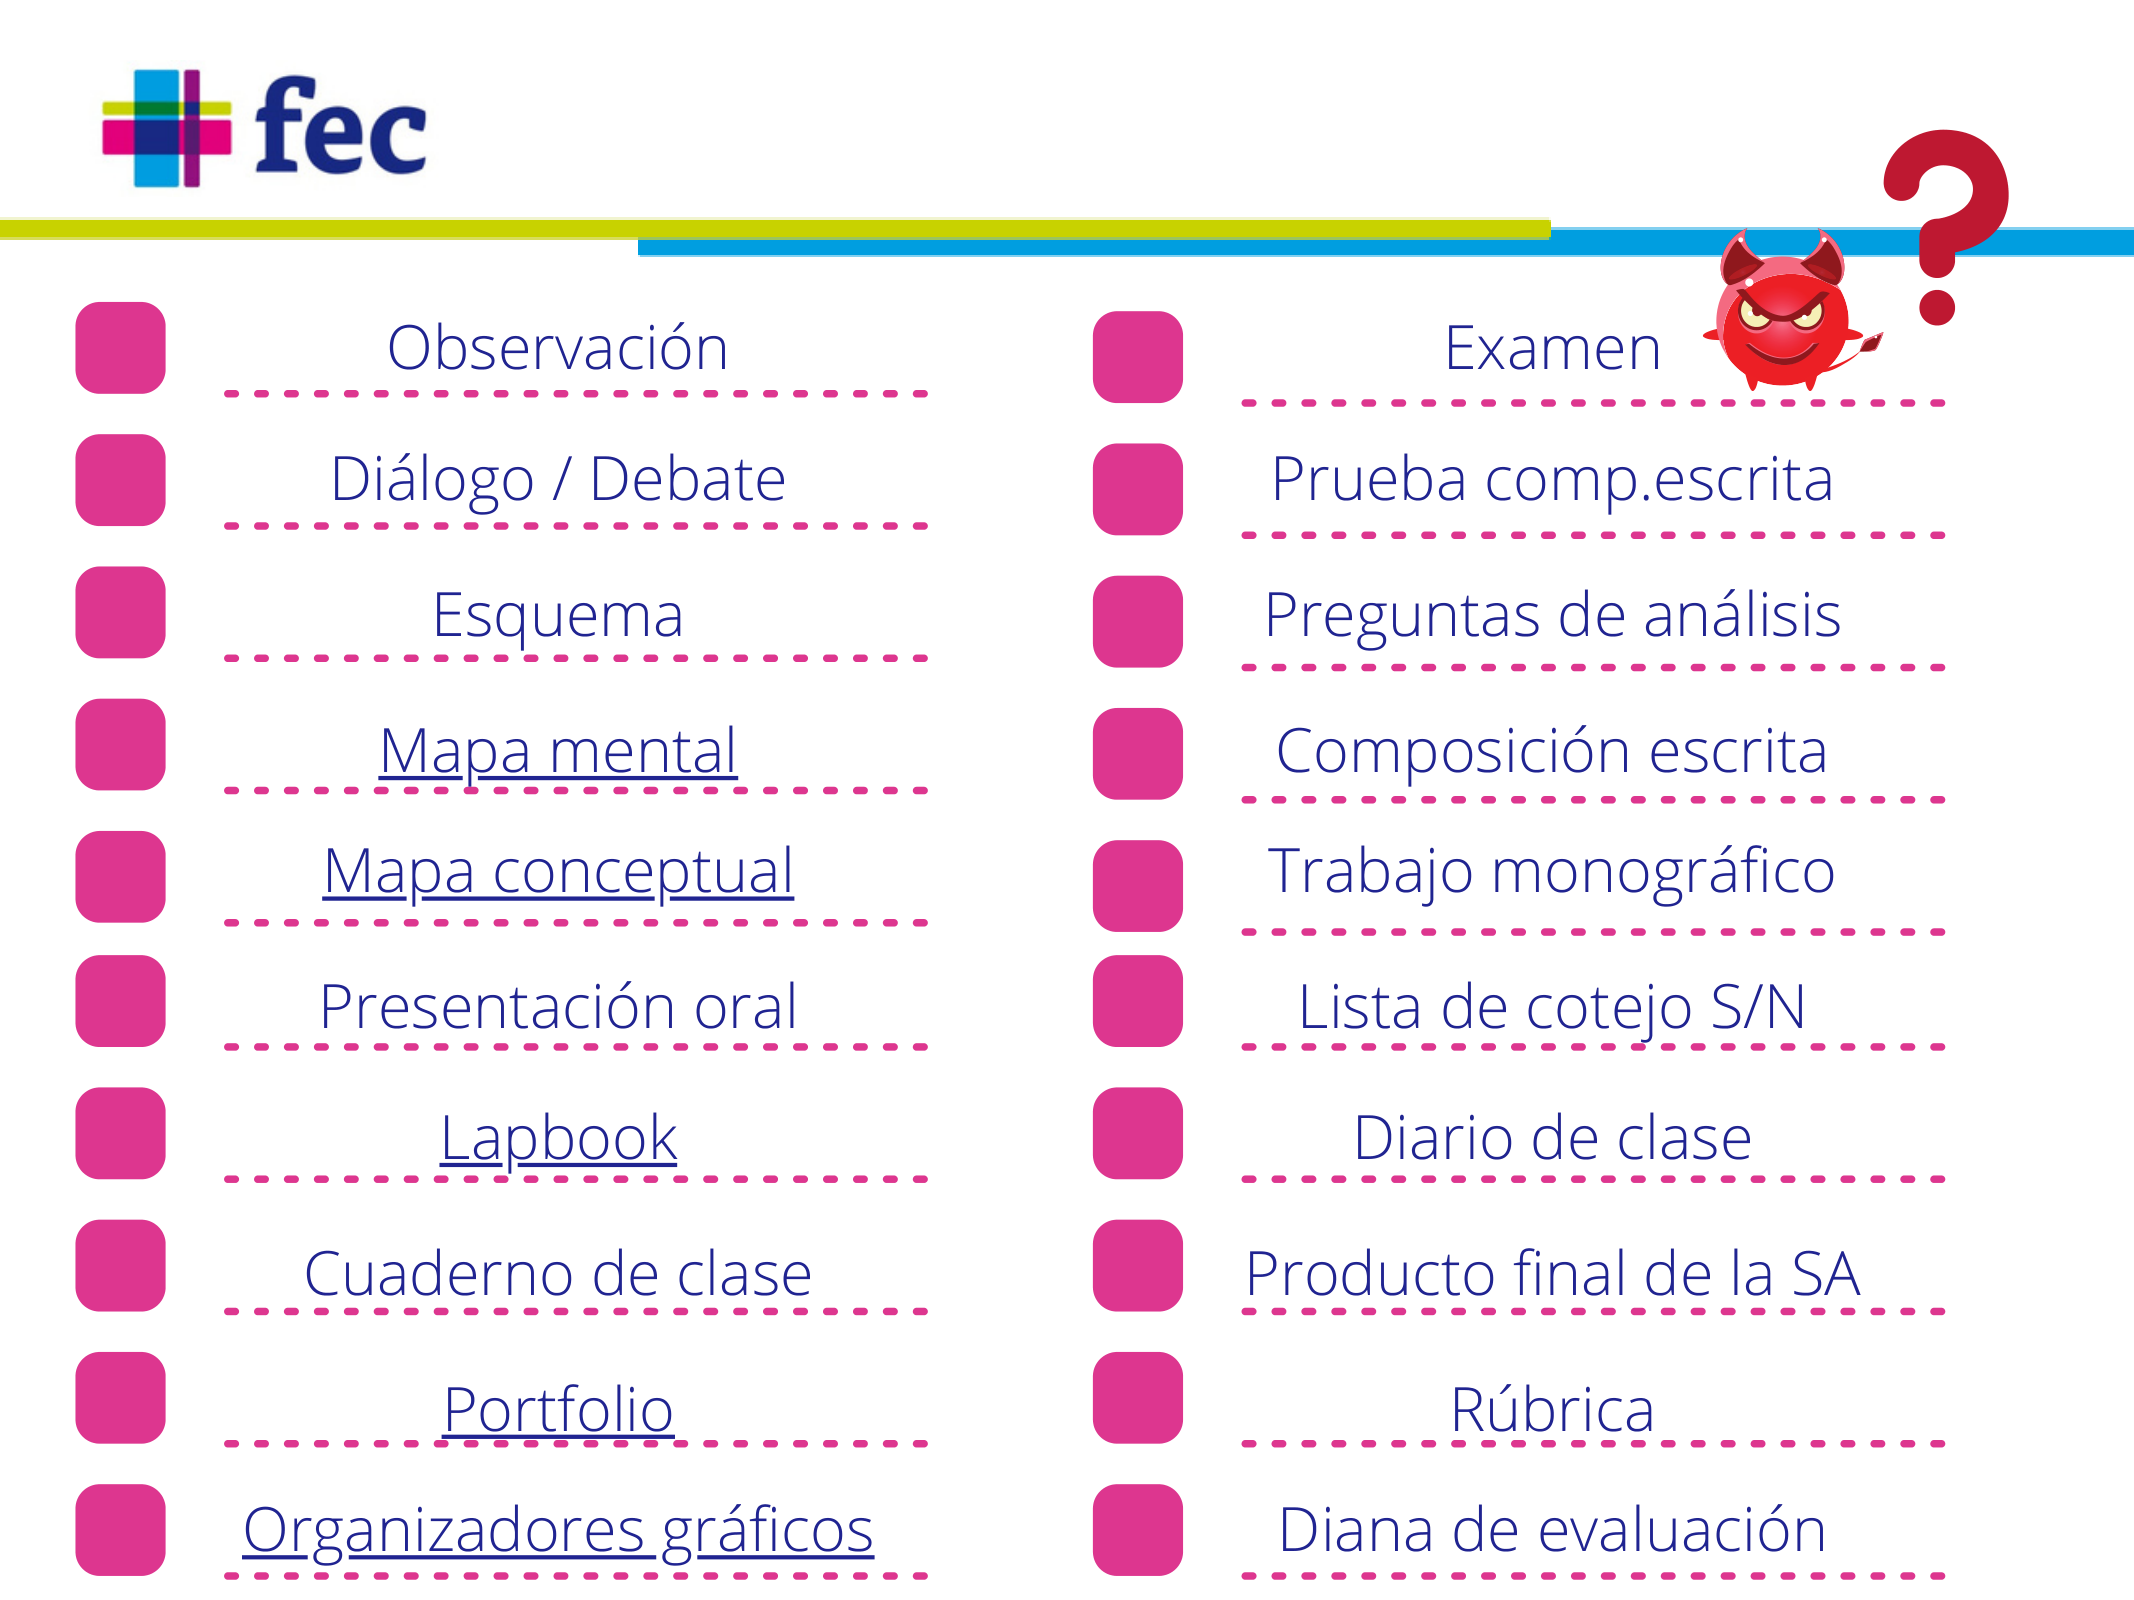 fec
?
Observación
Diálogo / Debate
Esquema
Mapa mental
Mapa conceptual
Presentación oral
Lapbook
Cuaderno de clase
Portfolio
Organizadores gráficos
Examen
Prueba comp.escrita
Preguntas de análisis
Composición escrita
Trabajo monográfico
Lista de cotejo S/N
Diario de clase
Producto final de la SA
Rúbrica
Diana de evaluación